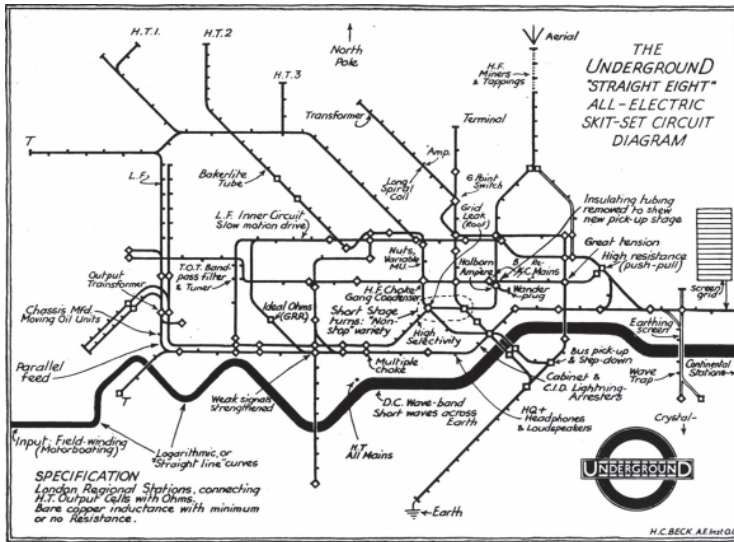 H.T.1.
H.T.2
H.T.3
North
Pole
Aerial
H.F.
Miners
& Tappings
THE
UNDERGROUND
"STRAIGHT EIGHT"
ALL-ELECTRIC
SKIT-SET CIRCUIT
DIAGRAM
Transformer
Terminal
T
L.F.
Bakerlite
Tube
Amp.
Long
Spiral
Coil
6 Point
Switch
Grid
Leak
(Roof)
Insulating tubing
removed to shew
new pick-up stage
L.F. Inner Circuit
Slow motion drive)
Nuts,
Variable
MU.
Holborn
Ampere
A.C. Mains
Great tension
High resistance
(push-pull)
Output
Transformer
T.O.T. Band-
pass filter
& Tuner
H.F. Choke
Gang Condenser
Wander-
plug
screen
grid
Chassis Mfd.
Moving Oil Units
Ideal Ohms
(GRR)
Short Stage
turns: "Non-
stop" variety
High
Selectivity
Earthing
screen
Parallel
feed
Multiple
choke
Bus pick-up
& Step-down
Wave
Trap
Continental
Stations
T
Weak signals
strengthened
D.C. Wave-band
Short waves across
Earth
Cabinet &
C.I.D. Lightning-
Arresters
HQ+
Headphones &
Loudspeakers
Crystal
Input: Field-winding
(Motorboating)
Logarithmic, or
"Straight line" curves
H.T
All Mains
UNDERGROUND
SPECIFICATION
London Regional Stations, connecting
H.T. Output Cells with Ohms.
Bare copper inductance with minimum
or no Resistance.
Earth
H.C. BECK. A.E. Inst. O.